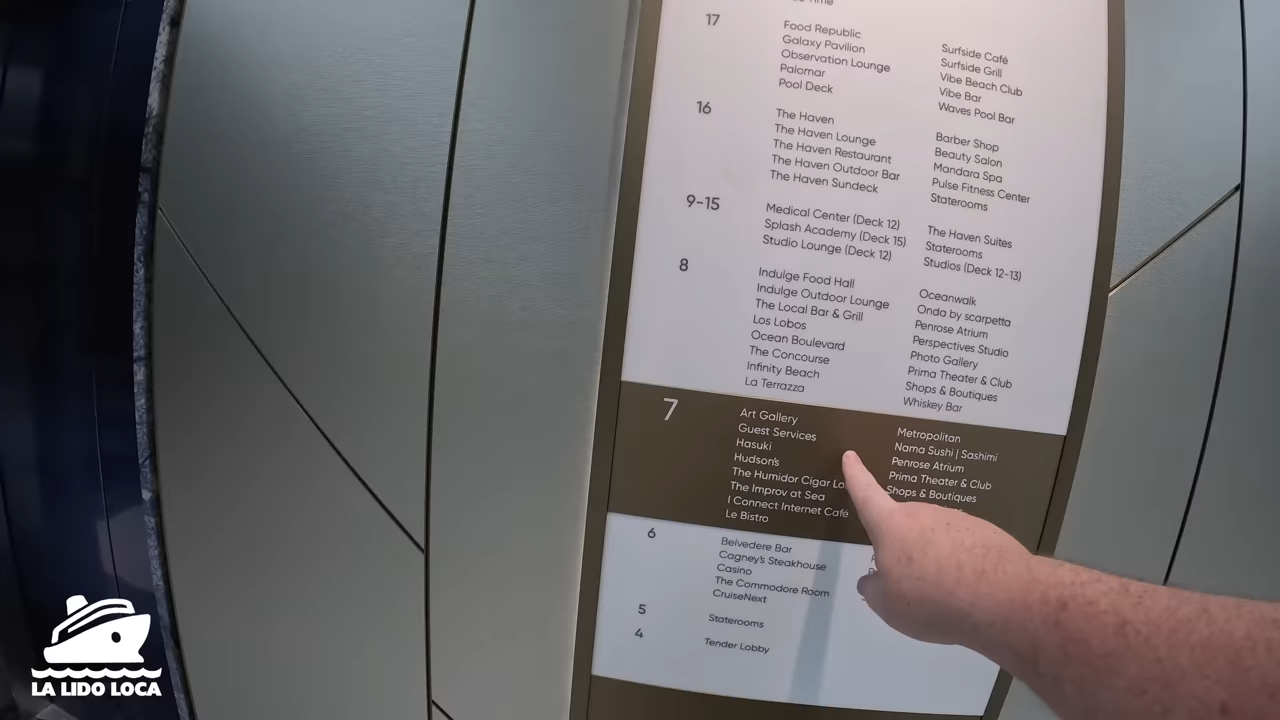 17
Food Republic
Galaxy Pavilion
Observation Lounge
Palomar
Pool Deck
Surfside Café
Surfside Grill
Vibe Beach Club
Vibe Bar
Waves Pool Bar
16
The Haven
The Haven Lounge
The Haven Restaurant
The Haven Outdoor Bar
The Haven Sundeck
Barber Shop
Beauty Salon
Mandara Spa
Pulse Fitness Center
Staterooms
9-15
Medical Center (Deck 12)
Splash Academy (Deck 15)
Studio Lounge (Deck 12)
The Haven Suites
Staterooms
Studios (Deck 12-13)
8
Indulge Food Hall
Indulge Outdoor Lounge
The Local Bar & Grill
Los Lobos
Ocean Boulevard
The Concourse
Infinity Beach
La Terrazza
Oceanwalk
Onda by scarpetta
Penrose Atrium
Perspectives Studio
Photo Gallery
Prima Theater & Club
Shops & Boutiques
Whiskey Bar
7
Art Gallery
Guest Services
Hasuki
Hudson's
The Humidor Cigar
The Improv at Sea
I Connect Internet Café
Le Bistro
Metropolitan
Nama Sushi | Sashimi
Penrose Atrium
Prima Theater & Club
Shops & Boutiques
6
Belvedere Bar
Cagney's Steakhouse
Casino
The Commodore Room
CruiseNext
5
Staterooms
4
Tender Lobby
LA LIDO LOCA